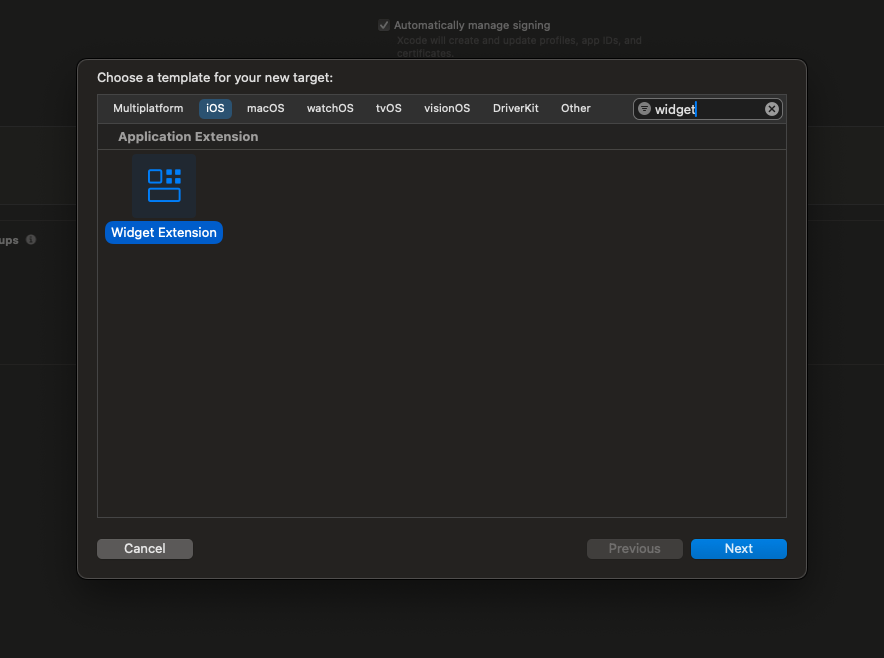 Automatically manage signing
Xcode will create and update profiles, app IDs, and
certificates.
Choose a template for your new target:
Multiplatform iOS macOS watchOS tvOS visionOS DriverKit Other widget
Application Extension
Widget Extension
ups
Cancel Previous Next